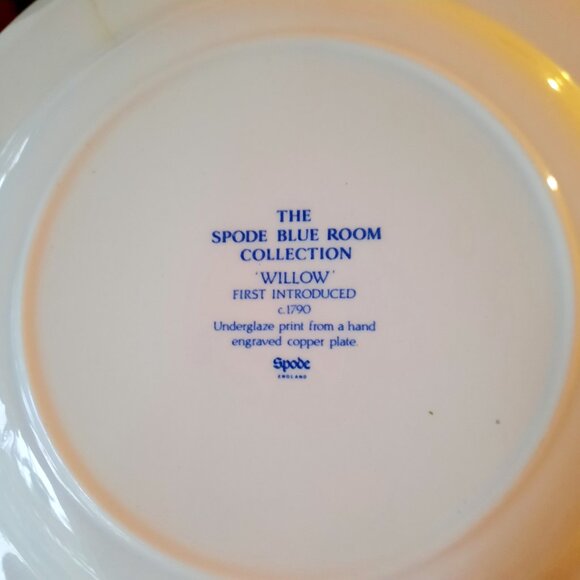 THE
SPODE BLUE ROOM
COLLECTION
'WILLOW'
FIRST INTRODUCED
c.1790
Underglaze print from a hand
engraved copper plate.
Spode
ENGLAND